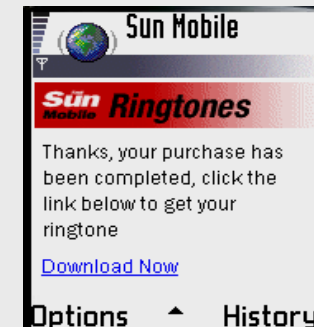 Sun Mobile
Sün
Mobile
Ringtones
Thanks, your purchase has
been completed, click the
link below to get your
ringtone
Download Now
Options History